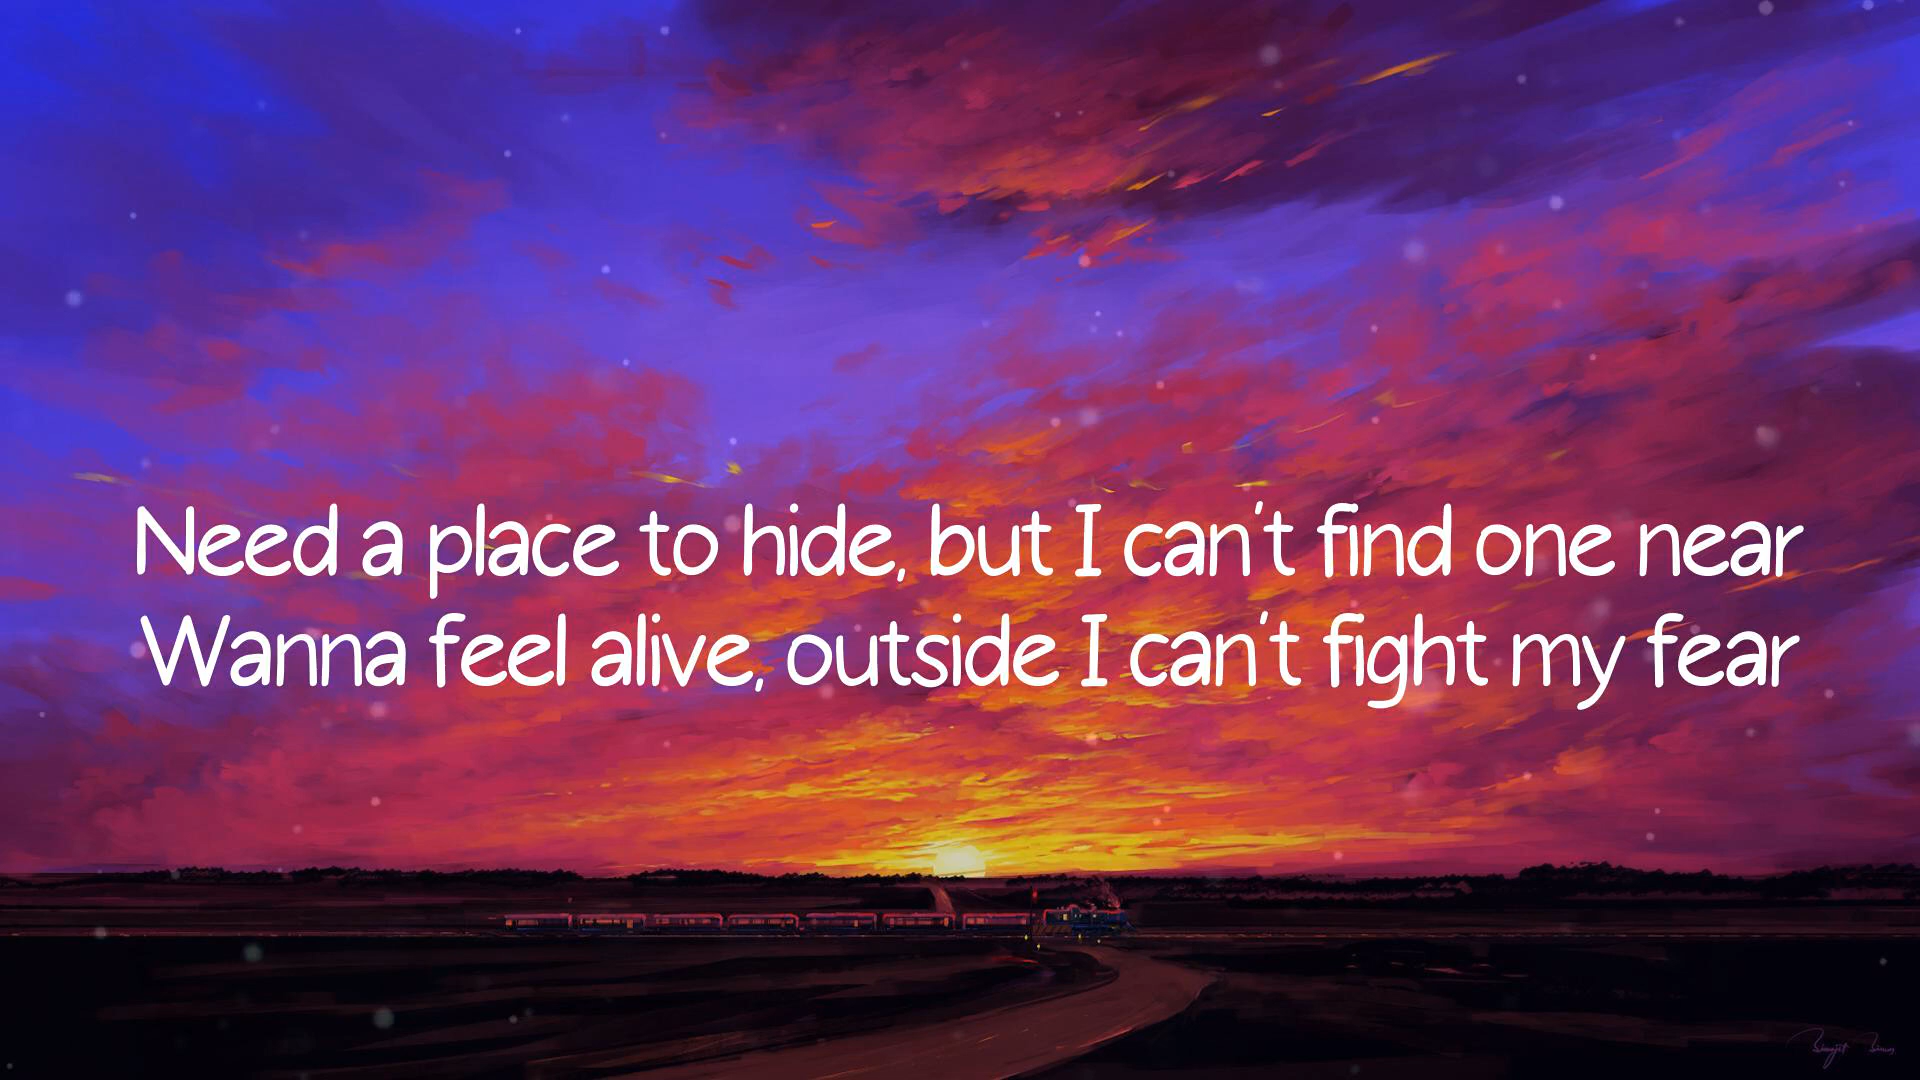 Need a place to hide, but I can't find one near
Wanna feel alive, outside I can't fight my fear